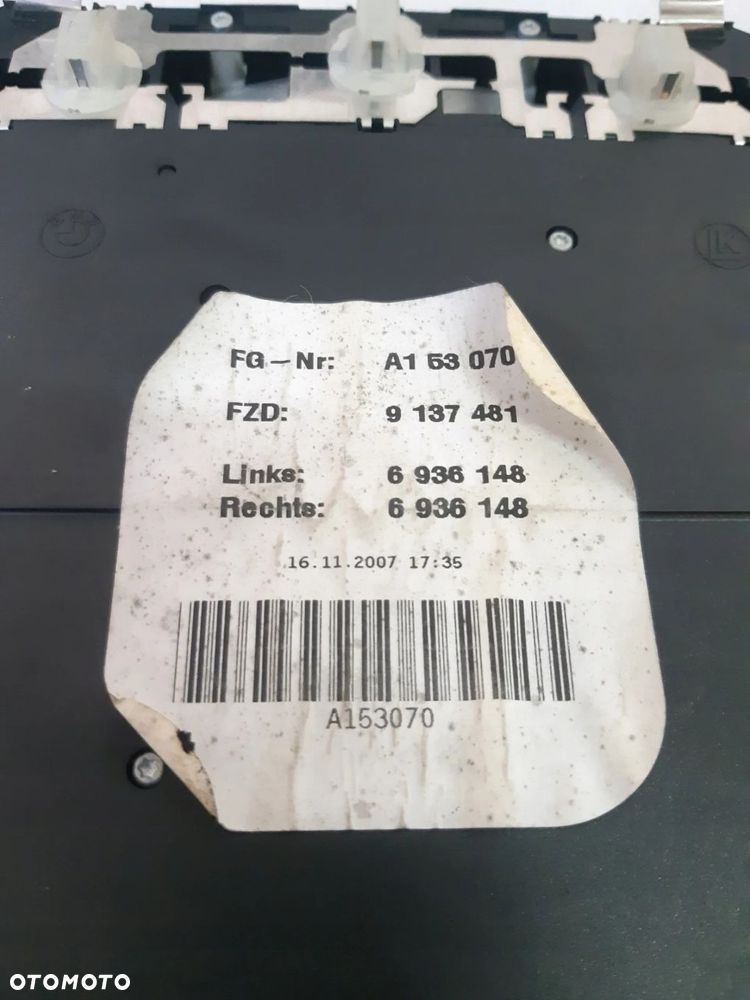 LK
FG-Nr: A1 53 070
FZD: 9 137 481
Links: 6 936 148
Rechts: 6 936 148
16.11.2007 17:35
A153070
OTOMOTO